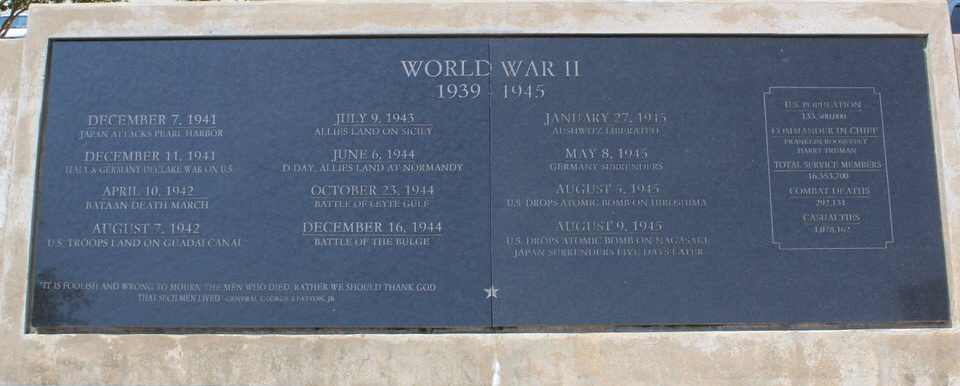 WORLD WAR II
1939 - 1945
DECEMBER 7, 1941
JAPAN ATTACKS PEARL HARBOR
DECEMBER 11, 1941
ITALY & GERMANY DECLARE WAR ON U.S.
APRIL 10, 1942
BATAAN DEATH MARCH
AUGUST 7, 1942
U.S. TROOPS LAND ON GUADALCANAL
JULY 9, 1943
ALLIES LAND ON SICILY
JUNE 6, 1944
D DAY, ALLIES LAND AT NORMANDY
OCTOBER 23, 1944
BATTLE OF LEYTE GULF
DECEMBER 16, 1944
BATTLE OF THE BULGE
JANUARY 27, 1945
AUSHWITZ LIBERATED
MAY 8, 1945
GERMANY SURRENDERS
AUGUST 5, 1945
U.S. DROPS ATOMIC BOMB ON HIROSHIMA
AUGUST 9, 1945
U.S. DROPS ATOMIC BOMB ON NAGASAKI,
JAPAN SURRENDERS FIVE DAYS LATER
U.S. POPULATION
133,500,000
COMMANDER IN CHIEF
FRANKLIN ROOSEVELT
HARRY TRUMAN
TOTAL SERVICE MEMBERS
16,353,700
COMBAT DEATHS
292,131
CASUALTIES
1,078,162
"IT IS FOOLISH AND WRONG TO MOURN THE MEN WHO DIED. RATHER WE SHOULD THANK GOD
THAT SUCH MEN LIVED" GENERAL GEORGE S PATTON, JR.